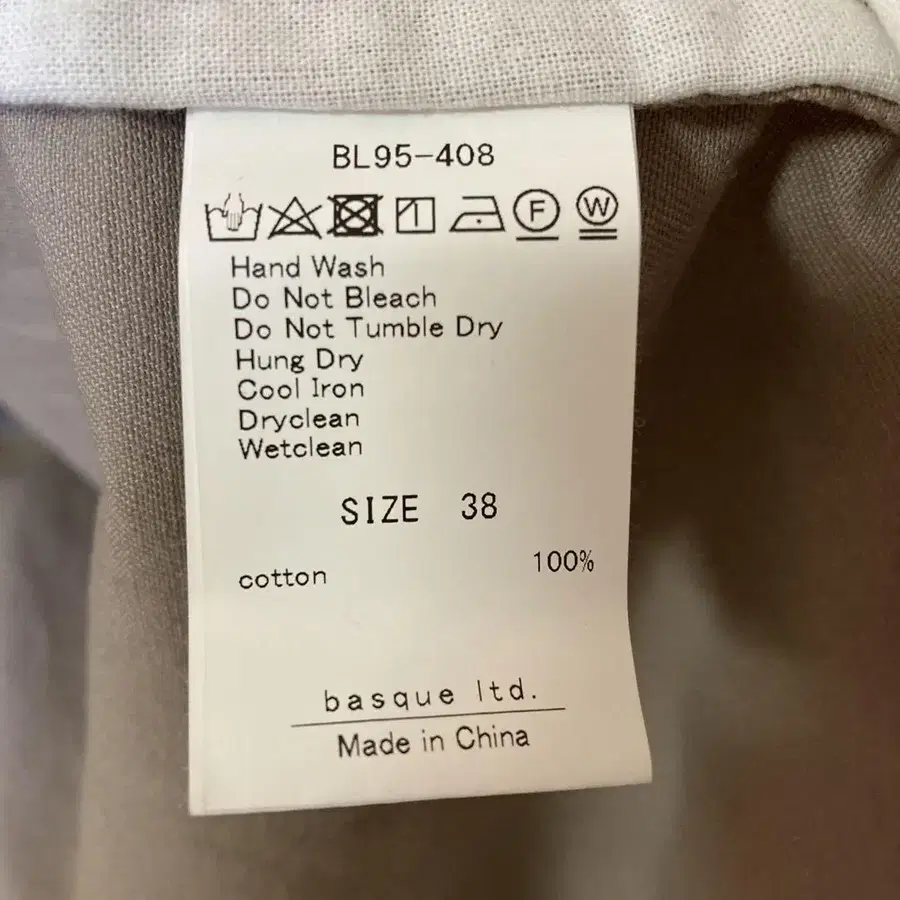 BL95-408
F W
Hand Wash
Do Not Bleach
Do Not Tumble Dry
Hung Dry
Cool Iron
Dryclean
Wetclean
SIZE 38
cotton 100%
basque ltd.
Made in China